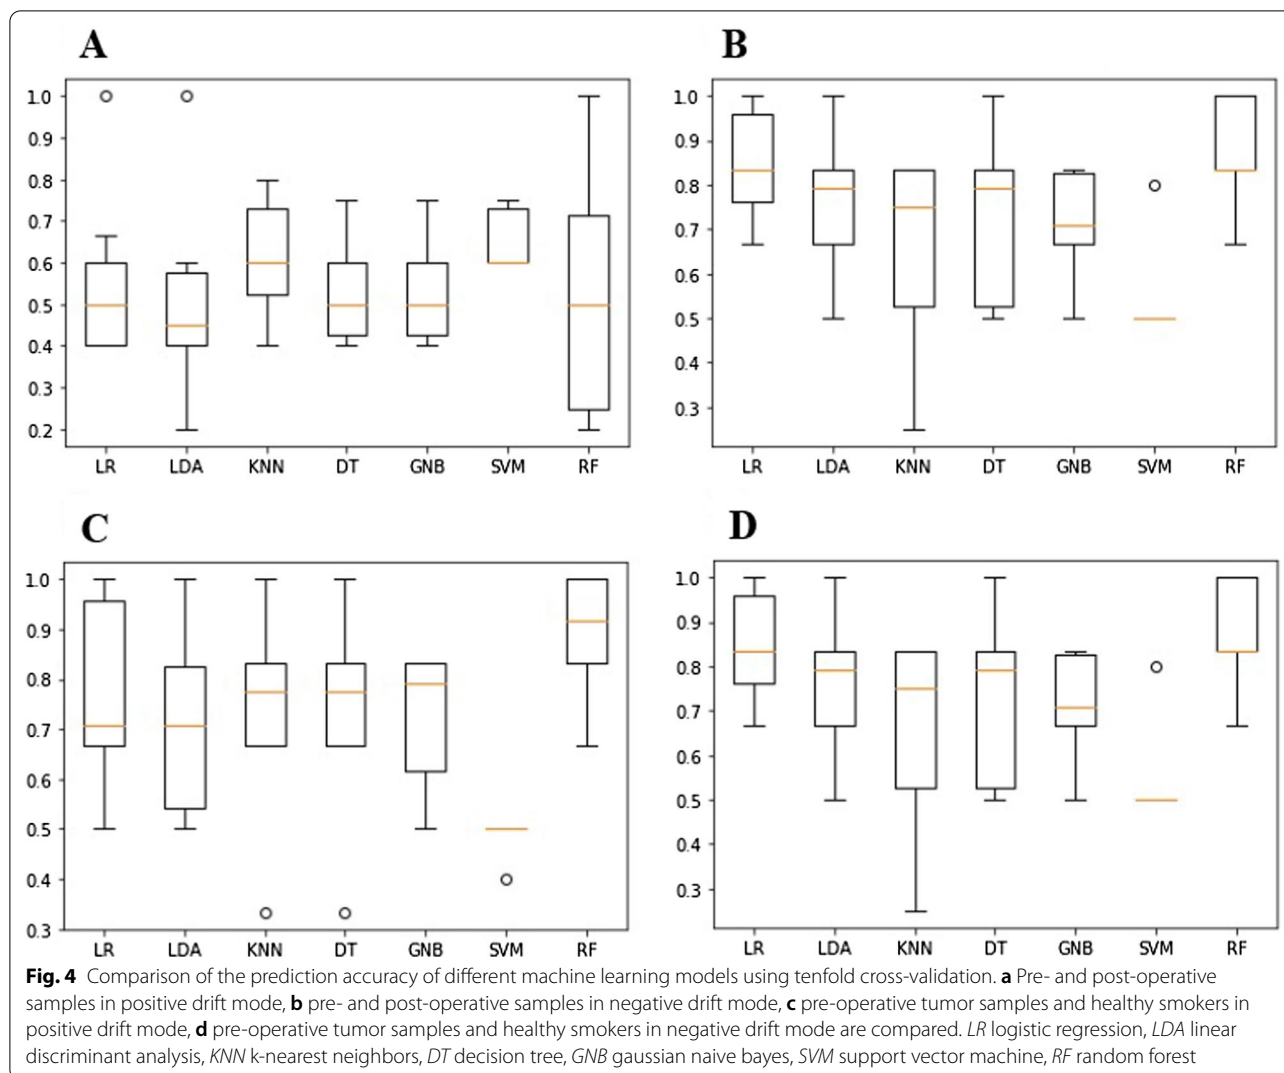 A
1.0
0.9
0.8
0.7
0.6
0.5
0.4
0.3
0.2
LR LDA KNN DT GNB SVM RF
B
1.0
0.9
0.8
0.7
0.6
0.5
0.4
0.3
LR LDA KNN DT GNB SVM RF
C
1.0
0.9
0.8
0.7
0.6
0.5
0.4
0.3
LR LDA KNN DT GNB SVM RF
D
1.0
0.9
0.8
0.7
0.6
0.5
0.4
0.3
LR LDA KNN DT GNB SVM RF
Fig. 4 Comparison of the prediction accuracy of different machine learning models using tenfold cross-validation. a Pre- and post-operative
samples in positive drift mode, b pre- and post-operative samples in negative drift mode, c pre-operative tumor samples and healthy smokers in
positive drift mode, d pre-operative tumor samples and healthy smokers in negative drift mode are compared. LR logistic regression, LDA linear
discriminant analysis, KNN k-nearest neighbors, DT decision tree, GNB gaussian naive bayes, SVM support vector machine, RF random forest